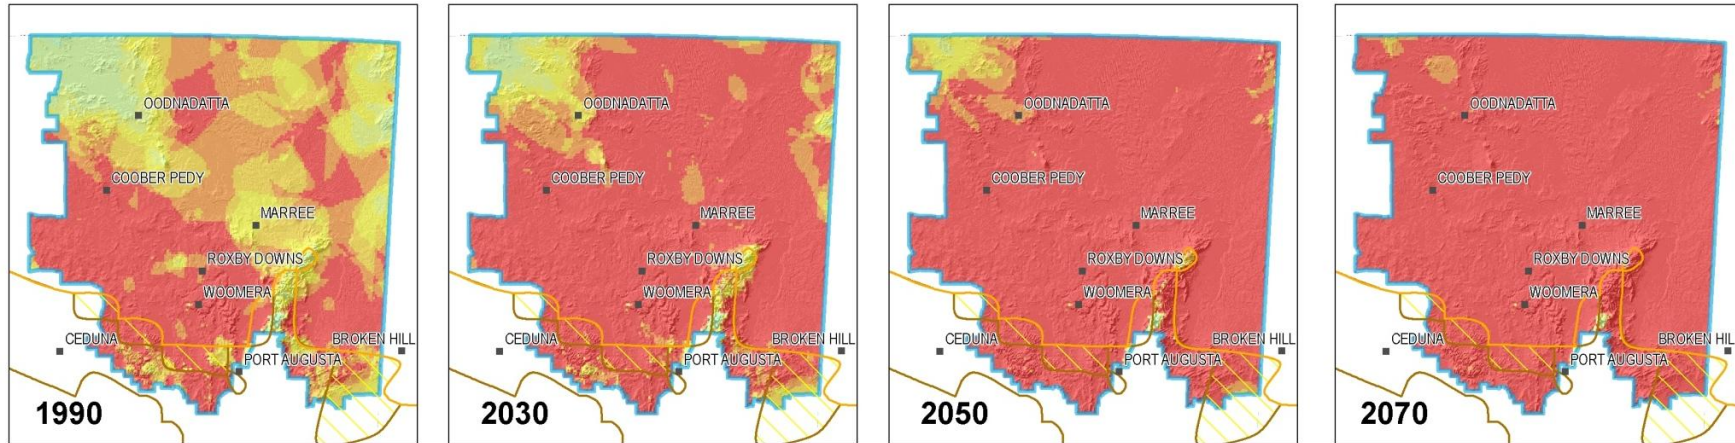 OODNADATTA
COOBER PEDY
MARREE
ROXBY DOWNS
WOOMERA
CEDUNA
BROKEN HILL
PORT AUGUSTA
1990
OODNADATTA
COOBER PEDY
MARREE
ROXBY DOWNS
WOOMERA
CEDUNA
BROKEN HILL
PORT AUGUSTA
2030
OODNADATTA
COOBER PEDY
MARREE
ROXBY DOWNS
WOOMERA
CEDUNA
BROKEN HILL
PORT AUGUSTA
2050
OODNADATTA
COOBER PEDY
MARREE
ROXBY DOWNS
WOOMERA
CEDUNA
BROKEN HILL
PORT AUGUSTA
2070